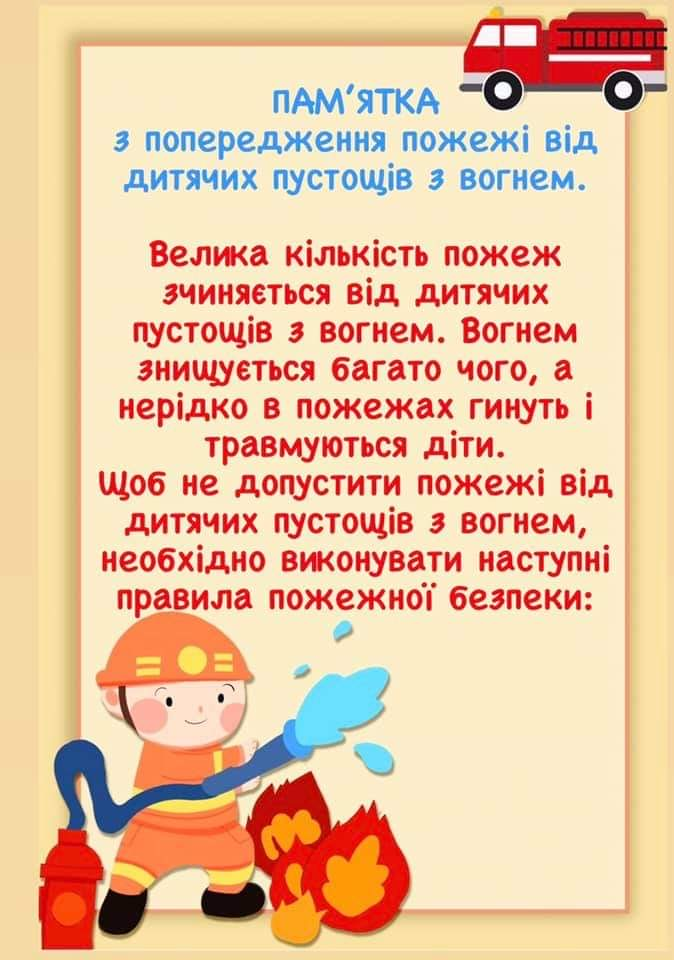 ПАМ'ЯТКА
з попередження пожежі від
дитячих пустощів з вогнем.
Велика кількість пожеж
зчиняється від дитячих
пустощів з вогнем. Вогнем
знищується багато чого, а
нерідко в пожежах гинуть і
травмуються діти.
Щоб не допустити пожежі від
дитячих пустощів з вогнем,
необхідно виконувати наступні
правила пожежної безпеки: